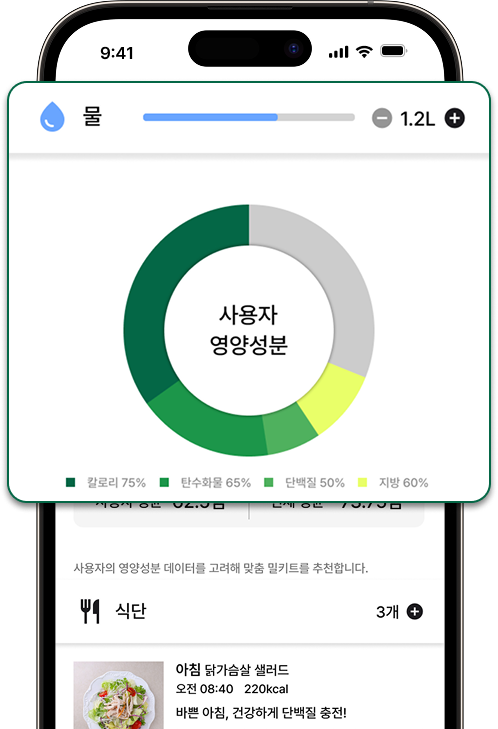 9:41
물 1.2L
사용자
영양성분
칼로리 75% 탄수화물 65% 단백질 50% 지방 60%
사용자의 영양성분 데이터를 고려해 맞춤 밀키트를 추천합니다.
식단 3개
아침 닭가슴살 샐러드
오전 08:40 220kcal
바쁜 아침, 건강하게 단백질 충전!